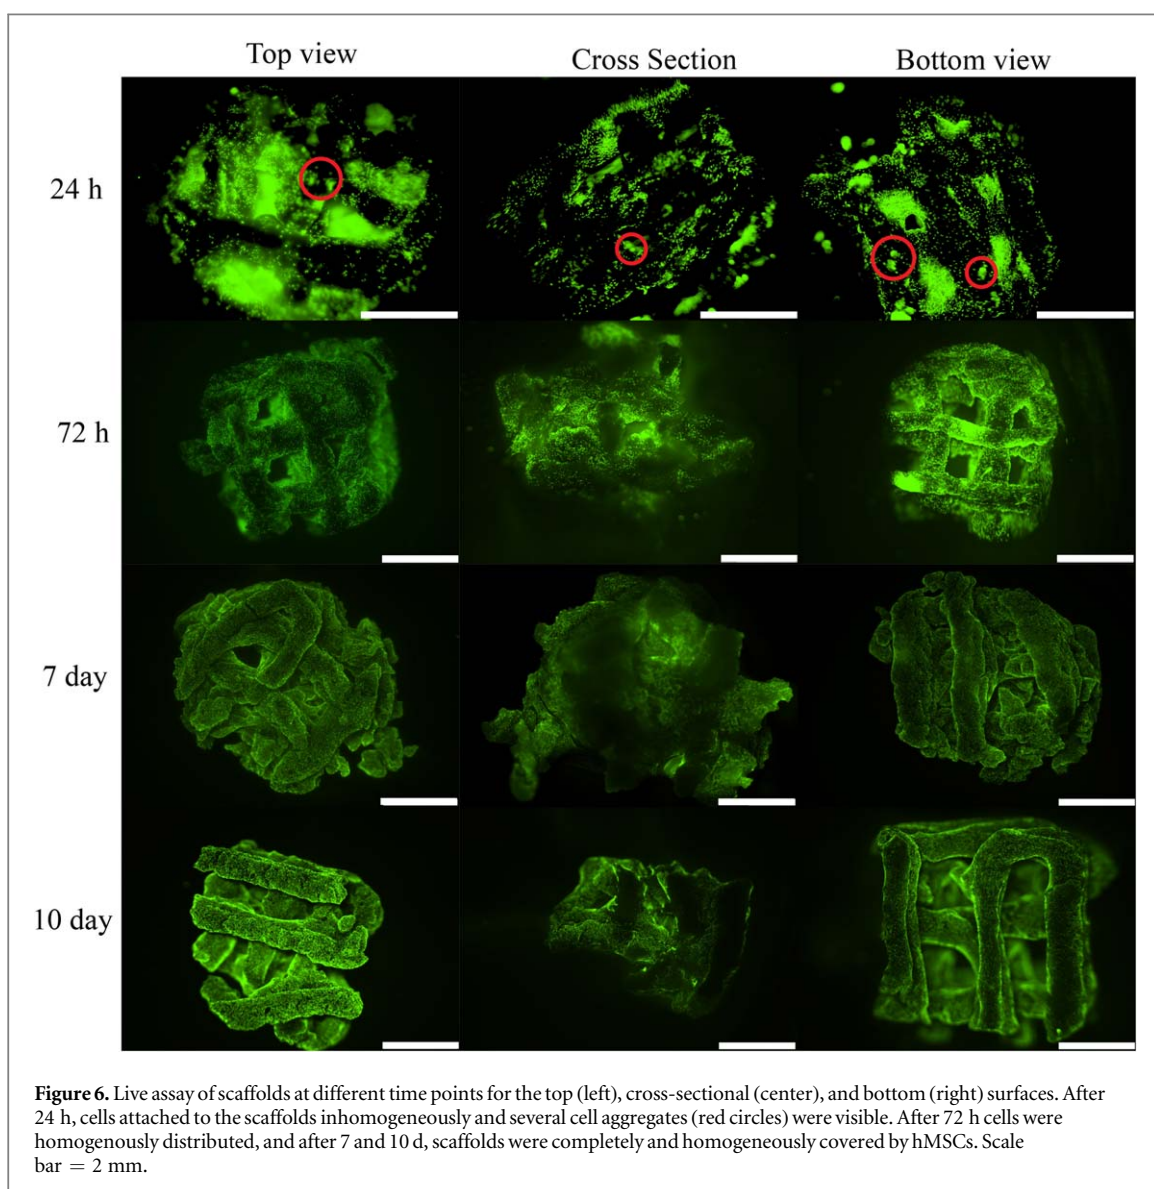 Top view
Cross Section
Bottom view
24 h
72 h
7 day
10 day
Figure 6. Live assay of scaffolds at different time points for the top (left), cross-sectional (center), and bottom (right) surfaces. After
24 h, cells attached to the scaffolds inhomogeneously and several cell aggregates (red circles) were visible. After 72 h cells were
homogenously distributed, and after 7 and 10 d, scaffolds were completely and homogeneously covered by hMSCs. Scale
bar = 2 mm.